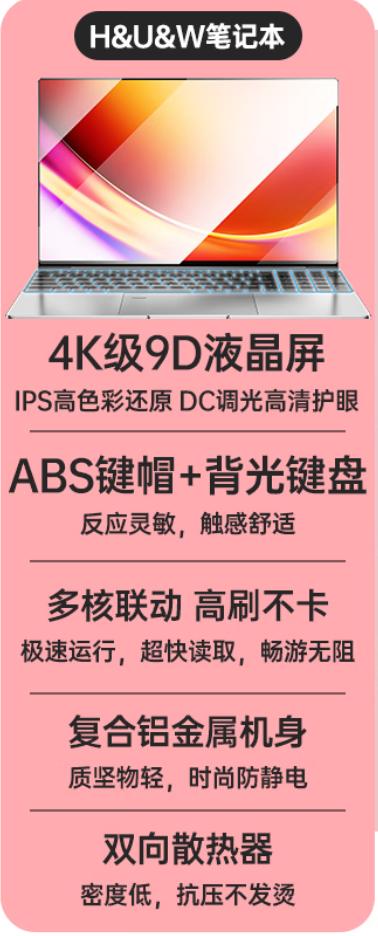 H&U&W笔记本
4K级9D液晶屏
IPS高色彩还原 DC调光高清护眼
ABS键帽+背光键盘
反应灵敏，触感舒适
多核联动 高刷不卡
极速运行，超快读取，畅游无阻
复合铝金属机身
质坚物轻，时尚防静电
双向散热器
密度低，抗压不发烫